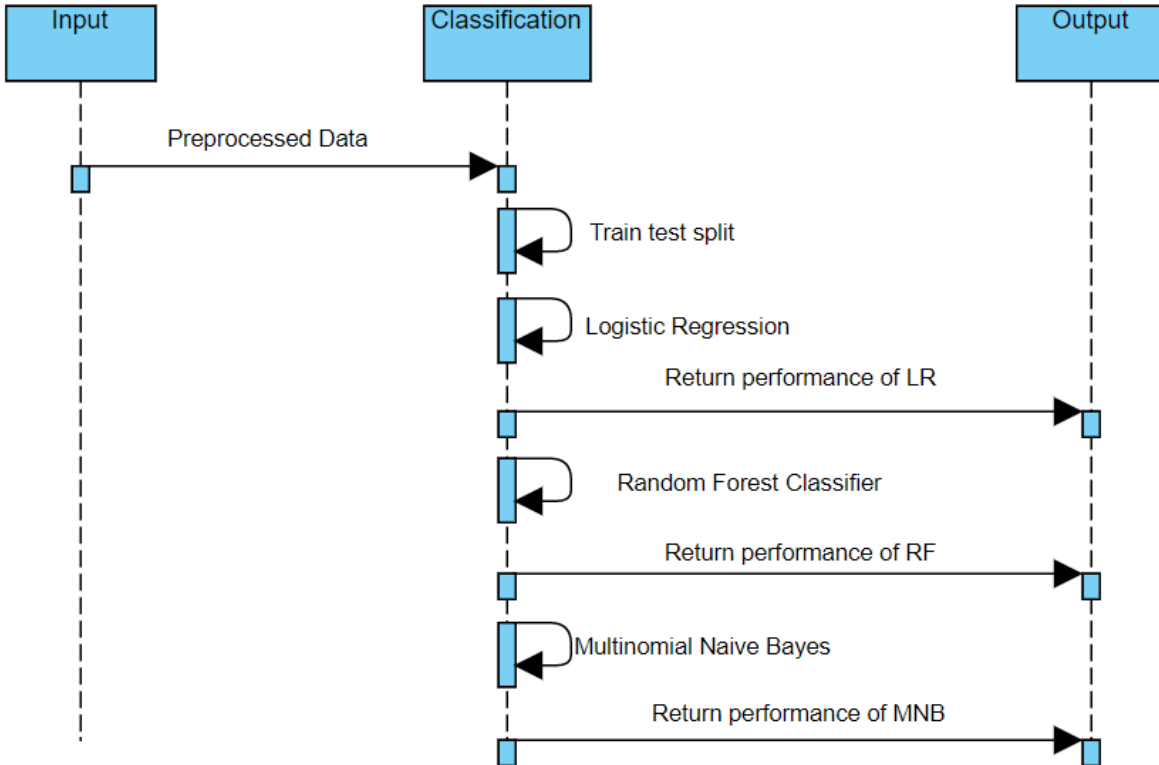 Input
Classification
Output
Preprocessed Data
Train test split
Logistic Regression
Return performance of LR
Random Forest Classifier
Return performance of RF
Multinomial Naive Bayes
Return performance of MNB